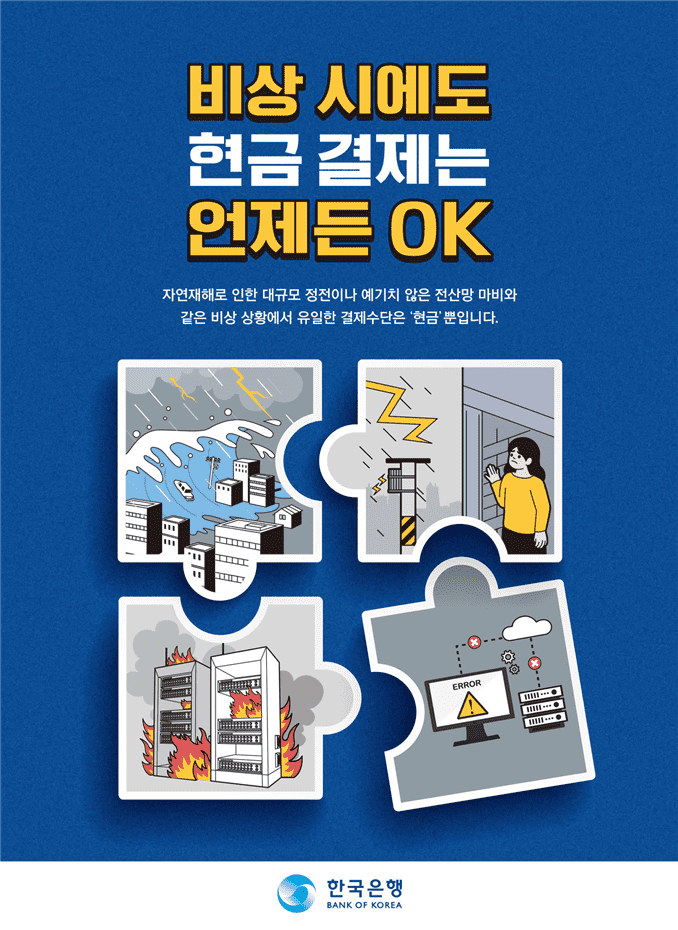 비상 시에도
현금 결제는
언제든 OK
자연재해로 인한 대규모 정전이나 예기치 않은 전산망 마비와
같은 비상 상황에서 유일한 결제수단은 ‘현금’ 뿐입니다.
ERROR
한국은행
BANK OF KOREA